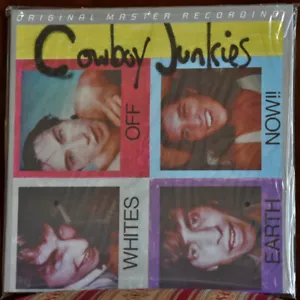 ORIGINAL MASTER RECORDING
Cowboy Junkies
OFF
NOW!!
WHITES
EARTH